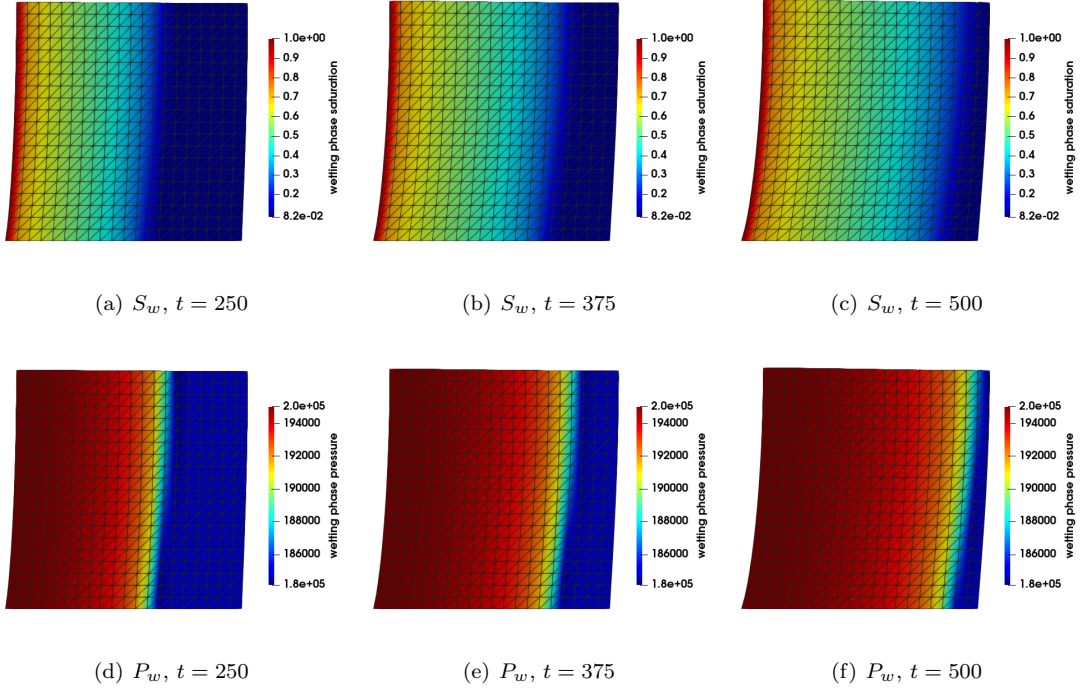 1.0e+00
0.9
0.8
0.7
0.6
0.5
0.4
0.3
0.2
8.2e-02
wetting phase saturation
1.0e+00
0.9
0.8
0.7
0.6
0.5
0.4
0.3
0.2
8.2e-02
wetting phase saturation
1.0e+00
0.9
0.8
0.7
0.6
0.5
0.4
0.3
0.2
8.2e-02
wetting phase saturation
(a) S_w, t = 250
(b) S_w, t = 375
(c) S_w, t = 500
2.0e+05
194000
192000
190000
188000
186000
1.8e+05
wetting phase pressure
2.0e+05
194000
192000
190000
188000
186000
1.8e+05
wetting phase pressure
2.0e+05
194000
192000
190000
188000
186000
1.8e+05
wetting phase pressure
(d) P_w, t = 250
(e) P_w, t = 375
(f) P_w, t = 500